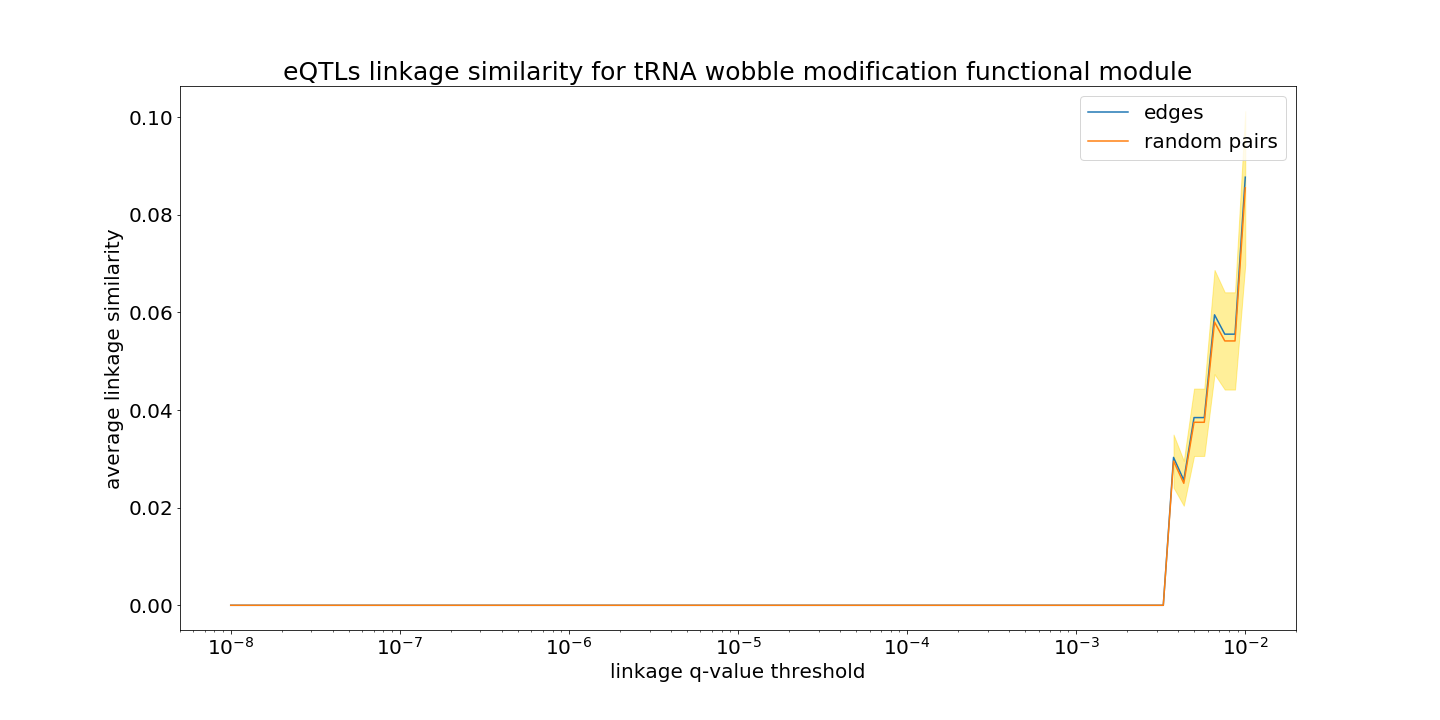 eQTLs linkage similarity for tRNA wobble modification functional module
edges
random pairs
average linkage similarity
0.10
0.08
0.06
0.04
0.02
0.00
10⁻⁸ 10⁻⁷ 10⁻⁶ 10⁻⁵ 10⁻⁴ 10⁻³ 10⁻²
linkage q-value threshold